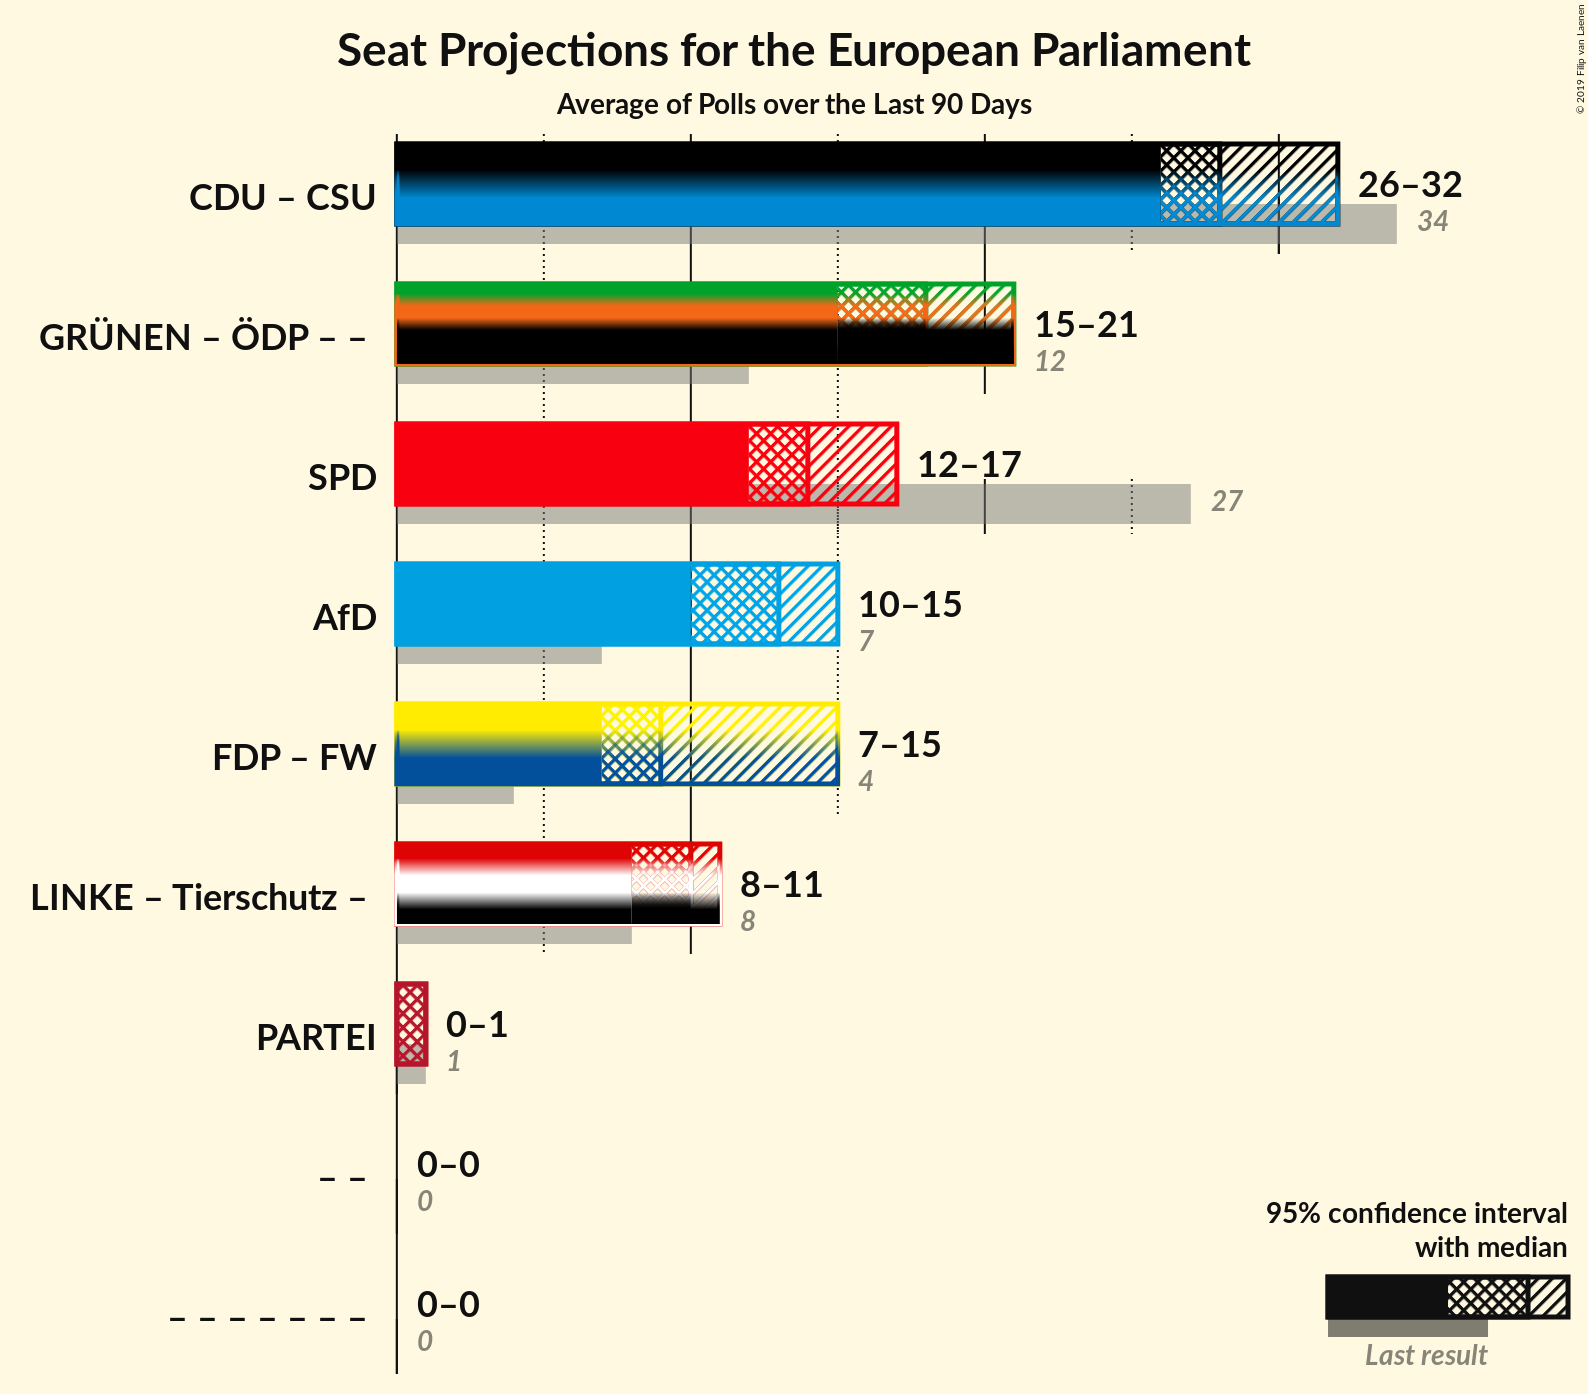 Seat Projections for the European Parliament
Average of Polls over the Last 90 Days
© 2019 Filip van Laenen
CDU – CSU
26–32
34
GRÜNEN – ÖDP – –
15–21
12
SPD
12–17
27
AfD
10–15
7
FDP – FW
7–15
4
LINKE – Tierschutz –
8–11
8
PARTEI
0–1
1
– –
0–0
0
– – – – – – –
0–0
0
95% confidence interval
with median
Last result